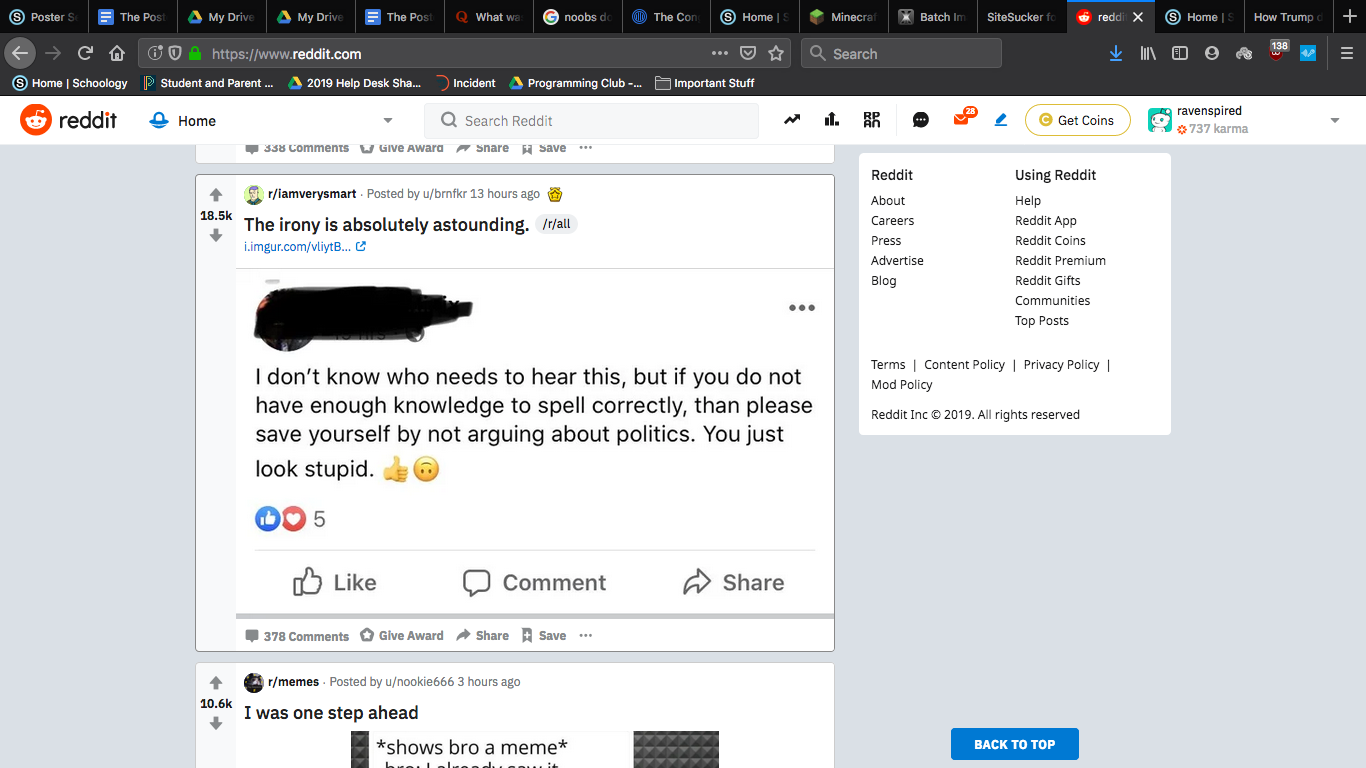 Poster S
The Post
My Drive
My Drive
The Post
What wa
noobs do
The Con
Home | S
Minecraf
Batch Im
SiteSucker fo
reddi
Home | S
How Trump d
https://www.reddit.com
Search
138
Home | Schoology
Student and Parent ...
2019 Help Desk Sha...
Incident
Programming Club -...
Important Stuff
reddit
Home
Search Reddit
28
Get Coins
ravenspired
737 karma
338 Comments Give Award Share Save
r/iamverysmart · Posted by u/brnfkr 13 hours ago
18.5k
The irony is absolutely astounding. /r/all
i.imgur.com/vliytB...
I don’t know who needs to hear this, but if you do not
have enough knowledge to spell correctly, than please
save yourself by not arguing about politics. You just
look stupid. 👍🙃
5
Like Comment Share
378 Comments Give Award Share Save
r/memes · Posted by u/nookie666 3 hours ago
10.6k
I was one step ahead
*shows bro a meme*
Reddit
About
Careers
Press
Advertise
Blog
Using Reddit
Help
Reddit App
Reddit Coins
Reddit Premium
Reddit Gifts
Communities
Top Posts
Terms | Content Policy | Privacy Policy |
Mod Policy
Reddit Inc © 2019. All rights reserved
BACK TO TOP